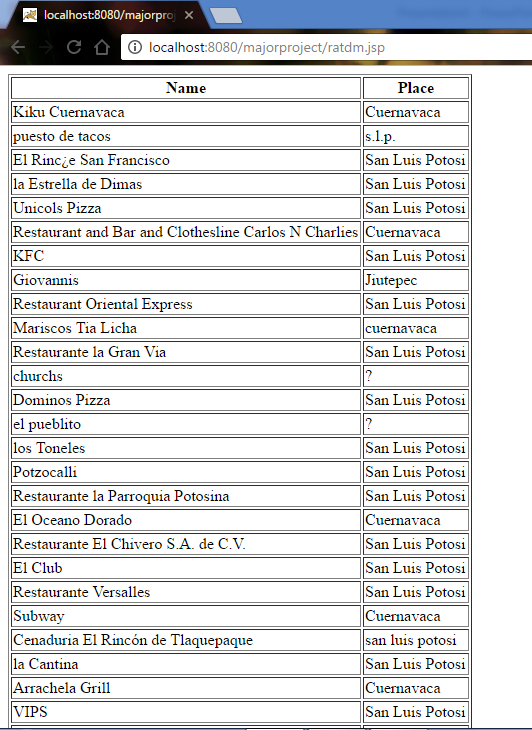 localhost:8080/majorpro
localhost:8080/majorproject/ratdm.jsp
Name Place
Kiku Cuernavaca Cuernavaca
puesto de tacos s.l.p.
El Rinc¿e San Francisco San Luis Potosi
la Estrella de Dimas San Luis Potosi
Unicols Pizza San Luis Potosi
Restaurant and Bar and Clothesline Carlos N Charlies Cuernavaca
KFC San Luis Potosi
Giovannis Jiutepec
Restaurant Oriental Express San Luis Potosi
Mariscos Tia Licha cuernavaca
Restaurante la Gran Via San Luis Potosi
churchs ?
Dominos Pizza San Luis Potosi
el pueblito ?
los Toneles San Luis Potosi
Potzocalli San Luis Potosi
Restaurante la Parroquia Potosina San Luis Potosi
El Oceano Dorado Cuernavaca
Restaurante El Chivero S.A. de C.V. San Luis Potosi
El Club San Luis Potosi
Restaurante Versalles San Luis Potosi
Subway Cuernavaca
Cenaduria El Rincón de Tlaquepaque san luis potosi
la Cantina San Luis Potosi
Arrachela Grill Cuernavaca
VIPS San Luis Potosi